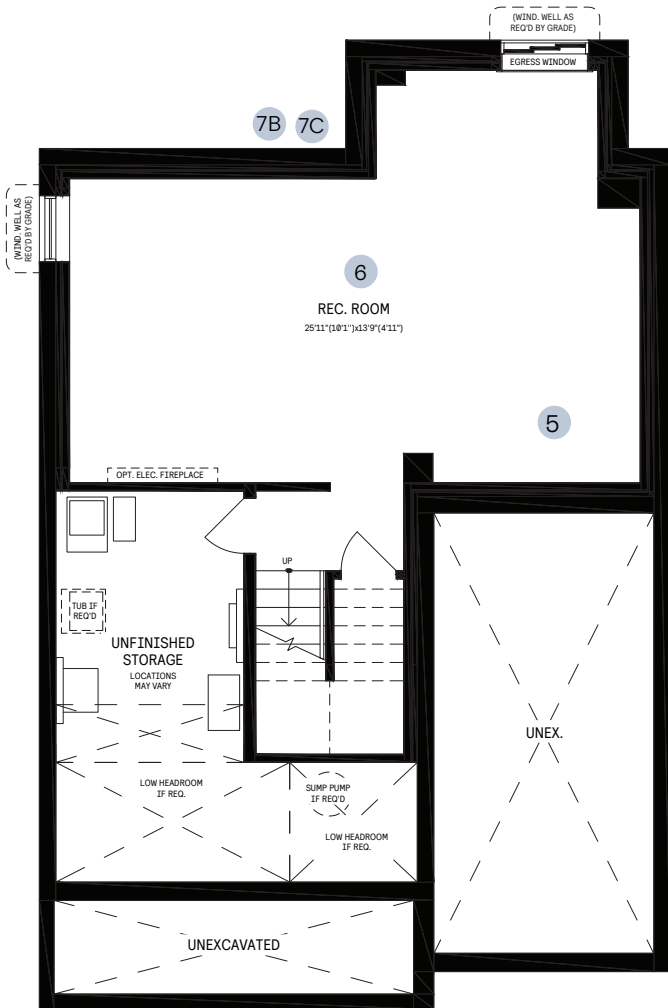 (WIND. WELL AS
REQ'D BY GRADE)
EGRESS WINDOW
7B 7C
(WIND. WELL AS
REQ'D BY GRADE)
6
REC. ROOM
25'11"(10'1")x13'9"(4'11")
5
OPT. ELEC. FIREPLACE
UP
TUB IF
REQ'D
UNFINISHED
STORAGE
LOCATIONS
MAY VARY
UNEX.
LOW HEADROOM
IF REQ.
SUMP PUMP
IF REQ'D
LOW HEADROOM
IF REQ.
UNEXCAVATED